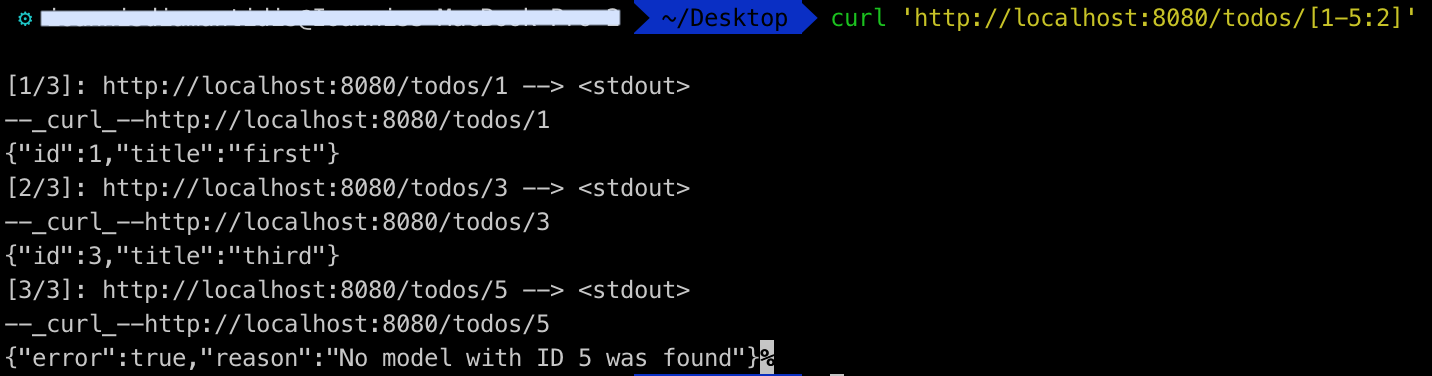 ~/Desktop curl 'http://localhost:8080/todos/[1-5:2]'
[1/3]: http://localhost:8080/todos/1 --> <stdout>
--_curl_--http://localhost:8080/todos/1
{"id":1,"title":"first"}
[2/3]: http://localhost:8080/todos/3 --> <stdout>
--_curl_--http://localhost:8080/todos/3
{"id":3,"title":"third"}
[3/3]: http://localhost:8080/todos/5 --> <stdout>
--_curl_--http://localhost:8080/todos/5
{"error":true,"reason":"No model with ID 5 was found"}%